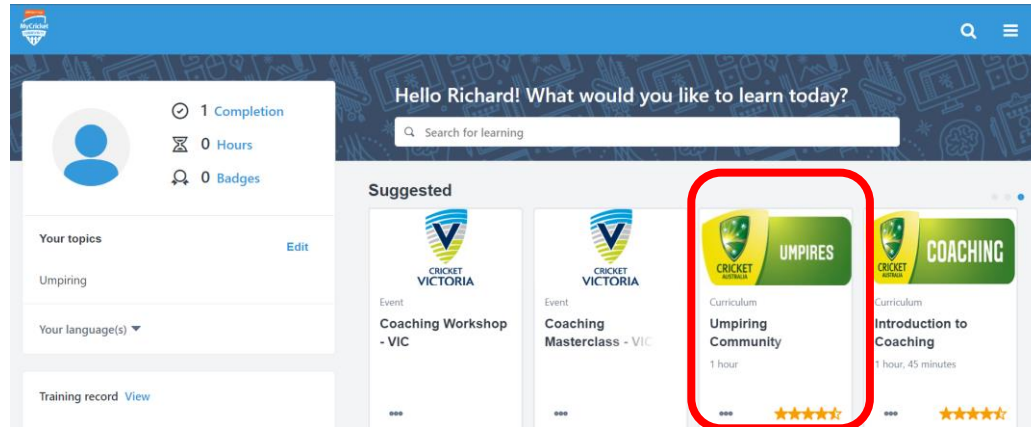 MyCricket
Hello Richard! What would you like to learn today?
Search for learning
1 Completion
0 Hours
0 Badges
Your topics
Edit
Umpiring
Your language(s)
Training record View
Suggested
CRICKET
VICTORIA
Event
Coaching Workshop
- VIC
CRICKET
VICTORIA
Event
Coaching
Masterclass - VIC
CRICKET
AUSTRALIA
UMPIRES
Curriculum
Umpiring
Community
1 hour
CRICKET
AUSTRALIA
COACHING
Curriculum
Introduction to
Coaching
1 hour, 45 minutes